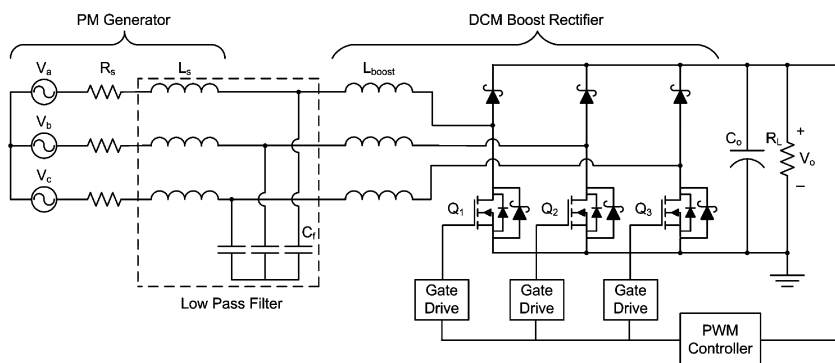 PM Generator
DCM Boost Rectifier
Va
Rs
Ls
Lboost
Vb
Vc
Cf
Low Pass Filter
Q1
Q2
Q3
Co
RL
+
Vo
–
Gate
Drive
Gate
Drive
Gate
Drive
PWM
Controller